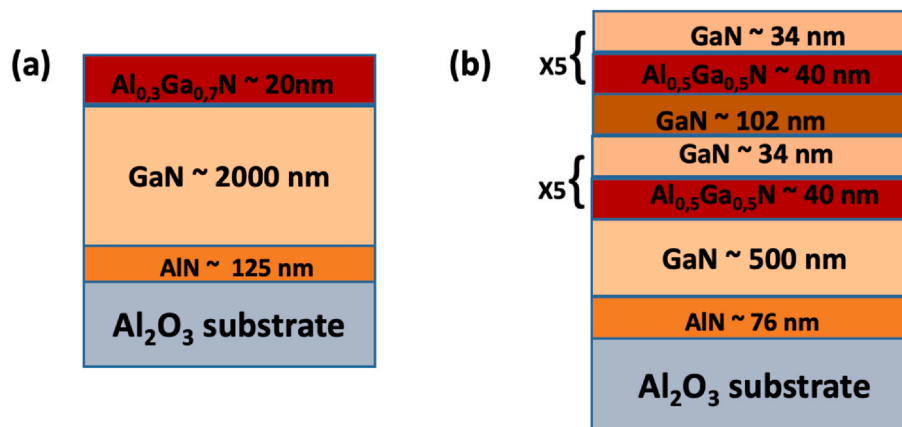 (a)
Al₀,₃Ga₀,₇N ~ 20nm
GaN ~ 2000 nm
AlN ~ 125 nm
Al₂O₃ substrate
(b)
X5 {
GaN ~ 34 nm
Al₀,₅Ga₀,₅N ~ 40 nm
GaN ~ 102 nm
X5 {
GaN ~ 34 nm
Al₀,₅Ga₀,₅N ~ 40 nm
GaN ~ 500 nm
AlN ~ 76 nm
Al₂O₃ substrate